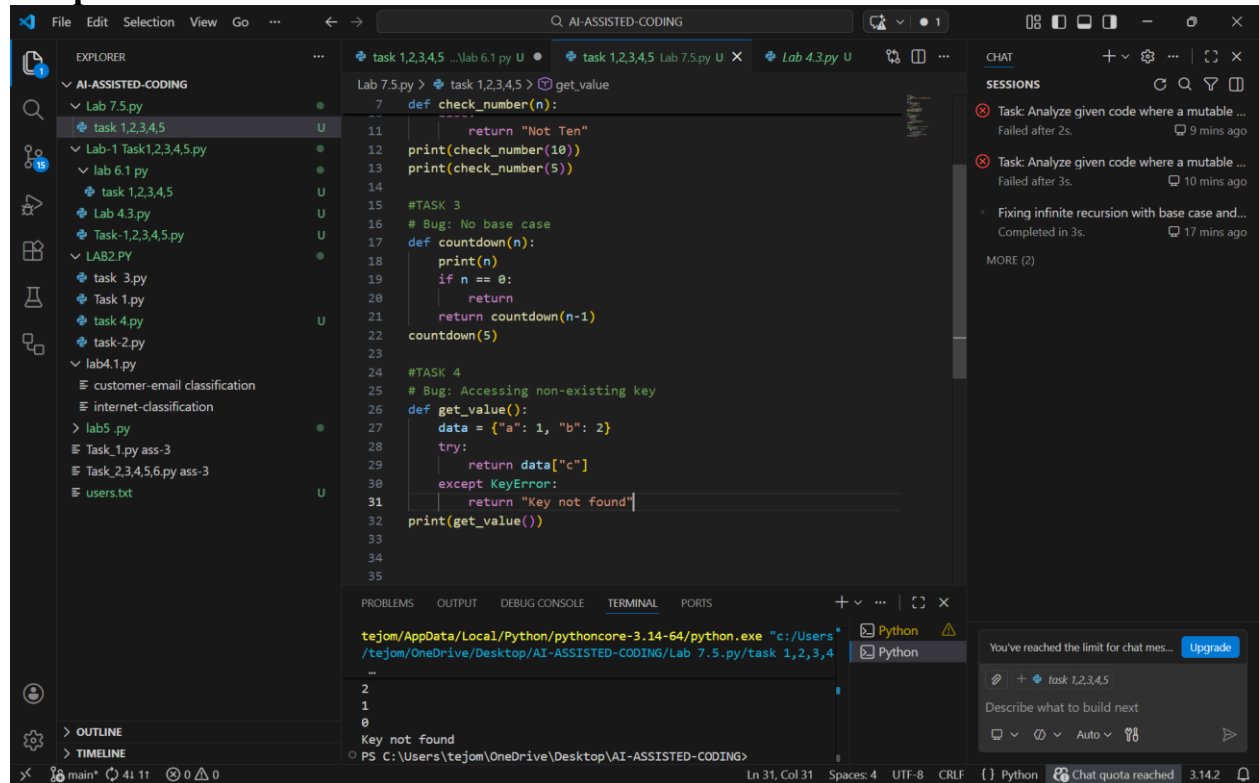 File Edit Selection View Go ··· ← → AI-ASSISTED-CODING 1
EXPLORER ···
AI-ASSISTED-CODING
Lab 7.5.py
task 1,2,3,4,5 U
Lab-1 Task1,2,3,4,5.py
lab 6.1 py
task 1,2,3,4,5 U
Lab 4.3.py U
Task-1,2,3,4,5.py U
LAB2.PY
task 3.py
Task 1.py
task 4.py U
task-2.py
lab4.1.py
customer-email classification
internet-classification
lab5 .py
Task_1.py ass-3
Task_2,3,4,5,6.py ass-3
users.txt U
OUTLINE
TIMELINE
1
15
task 1,2,3,4,5 ...\lab 6.1 py U ● task 1,2,3,4,5 Lab 7.5.py U Lab 4.3.py U ···
Lab 7.5.py > task 1,2,3,4,5 > get_value
7 def check_number(n):
11 return "Not Ten"
12 print(check_number(10))
13 print(check_number(5))
14
15 #TASK 3
16 # Bug: No base case
17 def countdown(n):
18 print(n)
19 if n == 0:
20 return
21 return countdown(n-1)
22 countdown(5)
23
24 #TASK 4
25 # Bug: Accessing non-existing key
26 def get_value():
27 data = {"a": 1, "b": 2}
28 try:
29 return data["c"]
30 except KeyError:
31 return "Key not found"
32 print(get_value())
33
34
35
PROBLEMS OUTPUT DEBUG CONSOLE TERMINAL PORTS
tejom/AppData/Local/Python/pythoncore-3.14-64/python.exe "c:/Users
/tejom/OneDrive/Desktop/AI-ASSISTED-CODING/Lab 7.5.py/task 1,2,3,4
…
2
1
0
Key not found
PS C:\Users\tejom\OneDrive\Desktop\AI-ASSISTED-CODING>
Python
Python
CHAT
SESSIONS
Task: Analyze given code where a mutable ...
Failed after 2s. 9 mins ago
Task: Analyze given code where a mutable ...
Failed after 3s. 10 mins ago
Fixing infinite recursion with base case and...
Completed in 3s. 17 mins ago
MORE (2)
You've reached the limit for chat mes... Upgrade
+ task 1,2,3,4,5
Describe what to build next
Auto
main* 4↓ 1↑ 0 0 Ln 31, Col 31 Spaces: 4 UTF-8 CRLF { } Python Chat quota reached 3.14.2